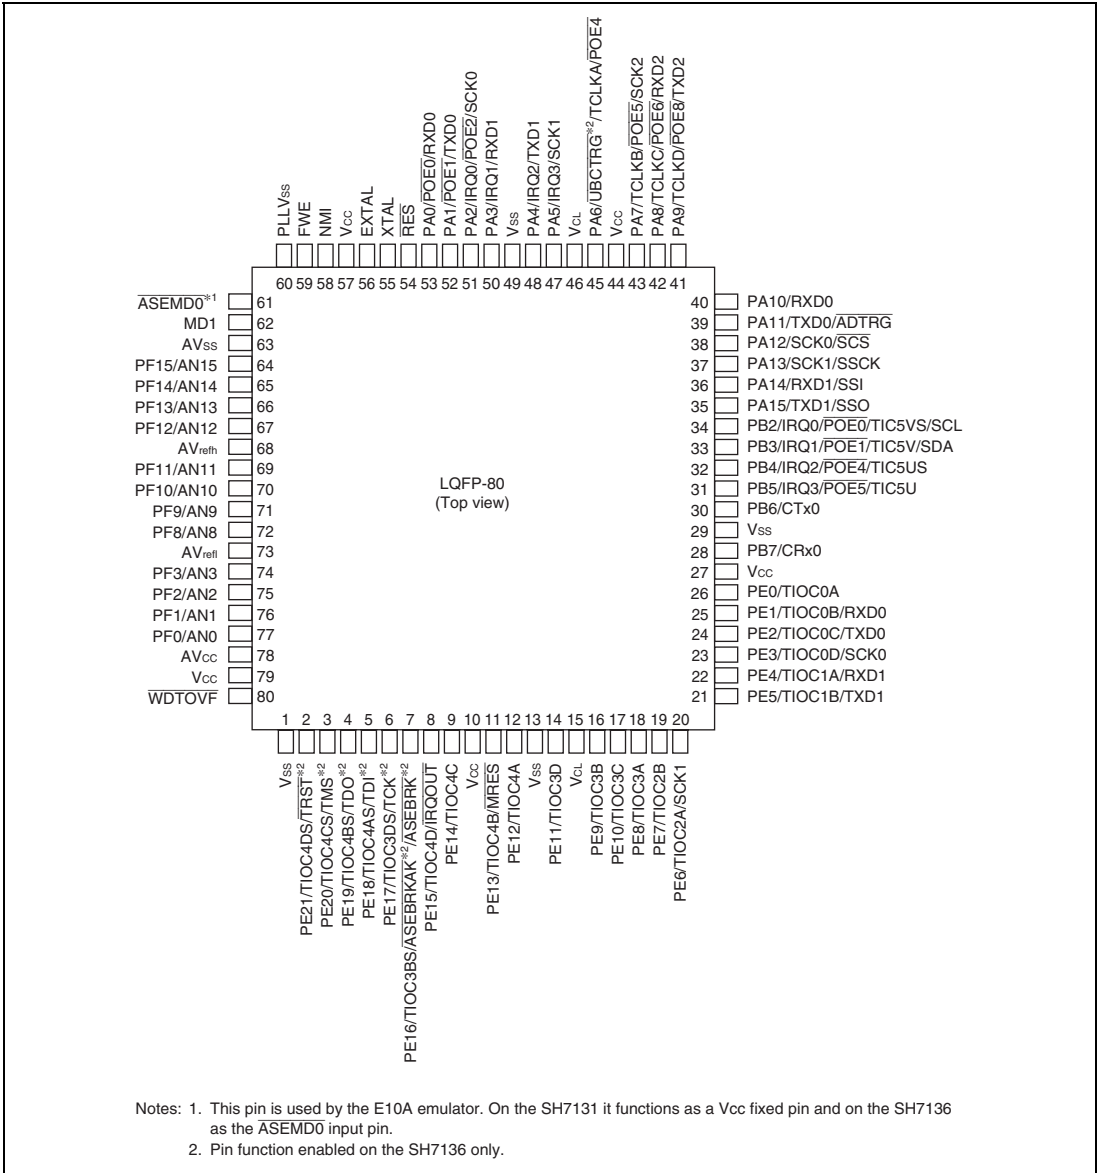 PLLVss
FWE
NMI
Vcc
EXTAL
XTAL
RES
PA0/POE0/RXD0
PA1/POE1/TXD0
PA2/IRQ0/POE2/SCK0
PA3/IRQ1/RXD1
Vss
PA4/IRQ2/TXD1
PA5/IRQ3/SCK1
VCL
PA6/UBCTRG*2/TCLKA/POE4
Vcc
PA7/TCLKB/POE5/SCK2
PA8/TCLKC/POE6/RXD2
PA9/TCLKD/POE8/TXD2
60 59 58 57 56 55 54 53 52 51 50 49 48 47 46 45 44 43 42 41
ASEMD0*1 61
MD1 62
AVss 63
PF15/AN15 64
PF14/AN14 65
PF13/AN13 66
PF12/AN12 67
AVrefh 68
PF11/AN11 69
PF10/AN10 70
PF9/AN9 71
PF8/AN8 72
AVrefl 73
PF3/AN3 74
PF2/AN2 75
PF1/AN1 76
PF0/AN0 77
AVcc 78
Vcc 79
WDTOVF 80
LQFP-80
(Top view)
40 PA10/RXD0
39 PA11/TXD0/ADTRG
38 PA12/SCK0/SCS
37 PA13/SCK1/SSCK
36 PA14/RXD1/SSI
35 PA15/TXD1/SSO
34 PB2/IRQ0/POE0/TIC5VS/SCL
33 PB3/IRQ1/POE1/TIC5V/SDA
32 PB4/IRQ2/POE4/TIC5US
31 PB5/IRQ3/POE5/TIC5U
30 PB6/CTx0
29 Vss
28 PB7/CRx0
27 Vcc
26 PE0/TIOC0A
25 PE1/TIOC0B/RXD0
24 PE2/TIOC0C/TXD0
23 PE3/TIOC0D/SCK0
22 PE4/TIOC1A/RXD1
21 PE5/TIOC1B/TXD1
1 2 3 4 5 6 7 8 9 10 11 12 13 14 15 16 17 18 19 20
Vss
PE21/TIOC4DS/TRST*2
PE20/TIOC4CS/TMS*2
PE19/TIOC4BS/TDO*2
PE18/TIOC4AS/TDI*2
PE17/TIOC3DS/TCK*2
PE16/TIOC3BS/ASEBRKAK*2/ASEBRK*2
PE15/TIOC4D/IRQOUT
PE14/TIOC4C
Vcc
PE13/TIOC4B/MRES
PE12/TIOC4A
Vss
PE11/TIOC3D
VCL
PE9/TIOC3B
PE10/TIOC3C
PE8/TIOC3A
PE7/TIOC2B
PE6/TIOC2A/SCK1
Notes: 1. This pin is used by the E10A emulator. On the SH7131 it functions as a Vcc fixed pin and on the SH7136
as the ASEMD0 input pin.
2. Pin function enabled on the SH7136 only.